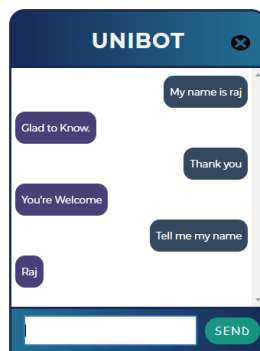 UNIBOT
My name is raj
Glad to Know.
Thank you
You're Welcome
Tell me my name
Raj
SEND